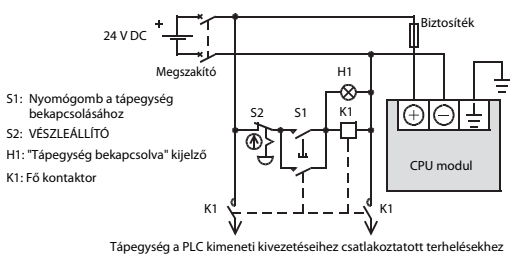 24 V DC
+
Biztosíték
Megszakító
H1
S1: Nyomógomb a tápegység
bekapcsolásához
S2: VÉSZLEÁLLÍTÓ
H1: "Tápegység bekapcsolva" kijelző
K1: Fő kontaktor
S2
S1
K1
+
−
CPU modul
K1
K1
Tápegység a PLC kimeneti kivezetéseihez csatlakoztatott terhelésekhez